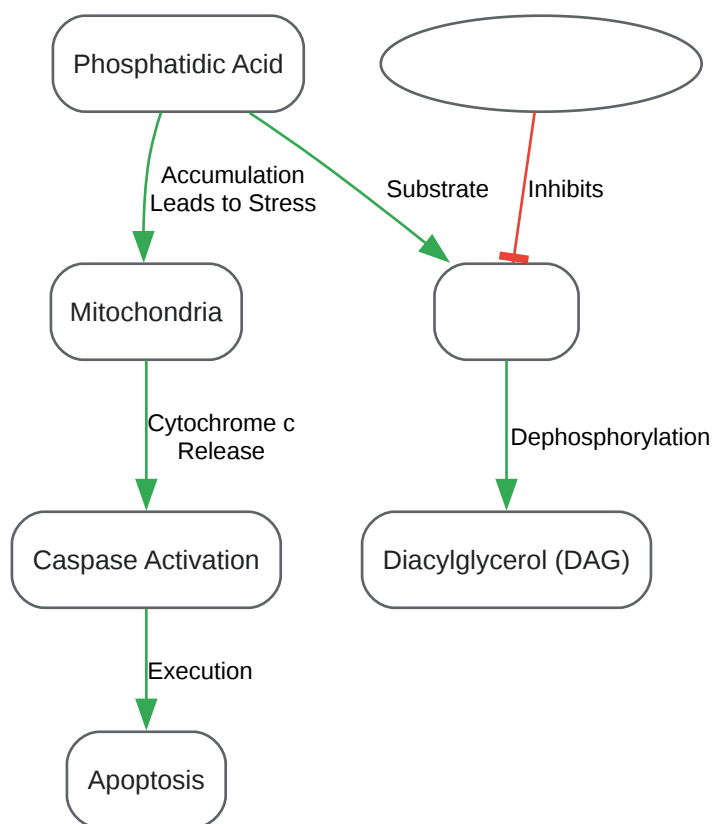 Phosphatidic Acid
Accumulation
Leads to Stress
Substrate
Inhibits
Mitochondria
Cytochrome c
Release
Dephosphorylation
Caspase Activation
Diacylglycerol (DAG)
Execution
Apoptosis